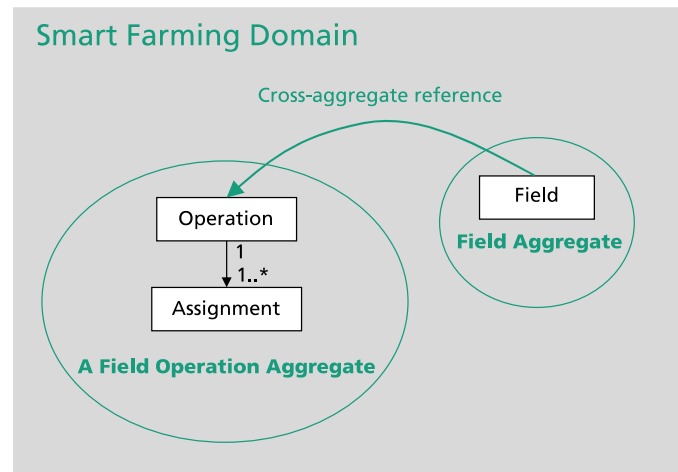 Smart Farming Domain
Cross-aggregate reference
Field
Operation
Field Aggregate
1
1..*
Assignment
A Field Operation Aggregate